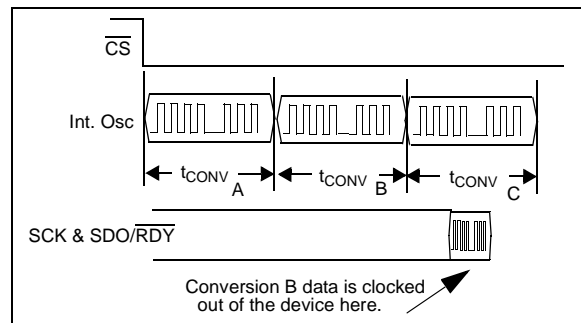 CS
Int. Osc
tCONV A tCONV B tCONV C
SCK & SDO/RDY
Conversion B data is clocked
out of the device here.